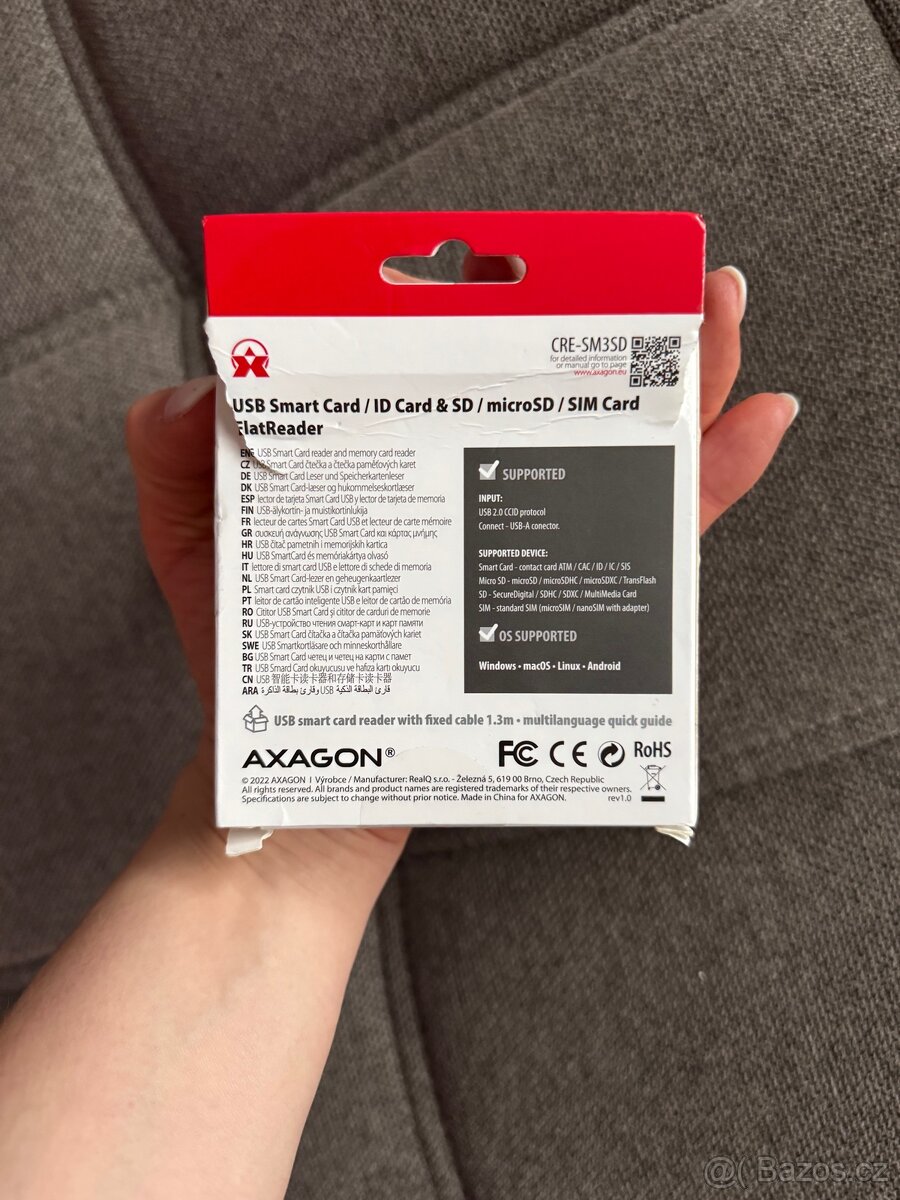 CRE-SM3SD
for detailed information
or manual go to page
www.axagon.eu
USB Smart Card / ID Card & SD / microSD / SIM Card
FlatReader
ENG USB Smart Card reader and memory card reader
CZ USB Smart Card čtečka a čtečka paměťových karet
DE USB Smart Card Leser und Speicherkartenleser
DK USB Smart Card-læser og hukommelseskortlæser
ESP lector de tarjeta Smart Card USB y lector de tarjeta de memoria
FIN USB-älykortin- ja muistikortinlukija
FR lecteur de cartes Smart Card USB et lecteur de carte mémoire
GR συσκευή ανάγνωσης USB Smart Card και κάρτας μνήμης
HR USB čitač pametnih i memorijskih kartica
HU USB SmartCard és memóriakártya olvasó
IT lettore di smart card USB e lettore di schede di memoria
NL USB Smart Card-lezer en geheugenkaartlezer
PL Smart card czytnik USB i czytnik kart pamięci
PT leitor de cartão inteligente USB e leitor de cartão de memória
RO Cititor USB Smart Card și cititor de carduri de memorie
RU USB-устройство чтения смарт-карт и карт памяти
SK USB Smart Card čítačka a čítačka pamäťových kariet
SWE USB Smartkortläsare och minneskorthållare
BG USB Smart Card четец и четец на карти с памет
TR USB Smard Card okuyucusu ve hafıza kartı okuyucu
CN USB 智能卡读卡器和存储卡读卡器
ARA قارئ البطاقة الذكية USB وقارئ بطاقة الذاكرة
SUPPORTED
INPUT:
USB 2.0 CCID protocol
Connect - USB-A conector.
SUPPORTED DEVICE:
Smart Card - contact card ATM / CAC / ID / IC / SIS
Micro SD - microSD / microSDHC / microSDXC / TransFlash
SD - SecureDigital / SDHC / SDXC / MultiMedia Card
SIM - standard SIM (microSIM / nanoSIM with adapter)
OS SUPPORTED
Windows • macOS • Linux • Android
USB smart card reader with fixed cable 1.3m • multilanguage quick guide
AXAGON®
FC CE RoHS
© 2022 AXAGON I Výrobce / Manufacturer: RealQ s.r.o. - Železná 5, 619 00 Brno, Czech Republic
All rights reserved. All brands and product names are registered trademarks of their respective owners.
Specifications are subject to change without prior notice. Made in China for AXAGON.
rev1.0
@( Bazos.cz